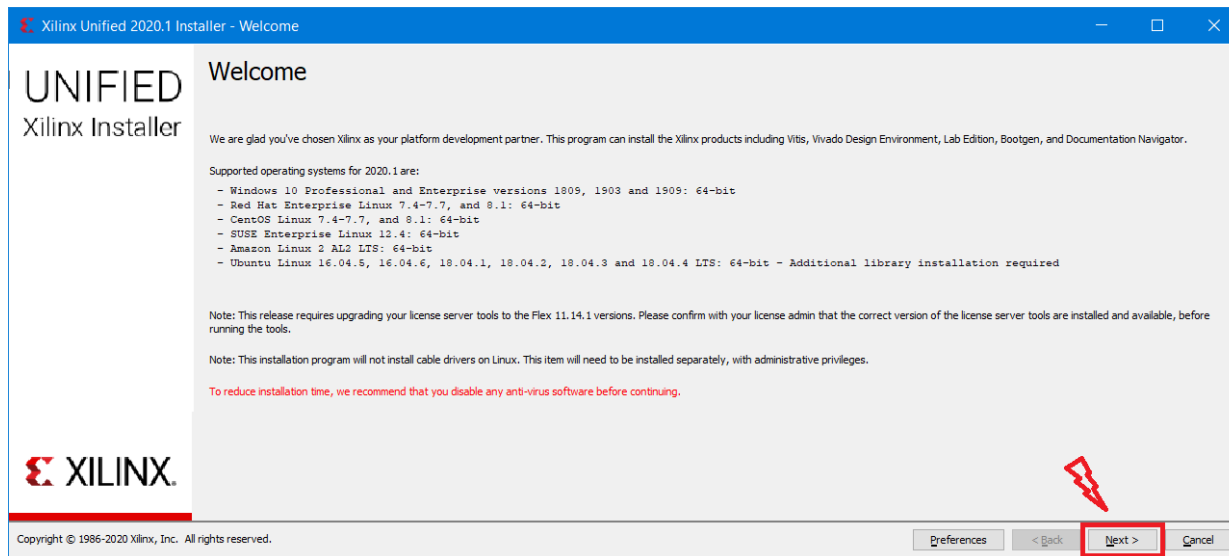 Xilinx Unified 2020.1 Installer - Welcome
UNIFIED
Xilinx Installer
Welcome
We are glad you've chosen Xilinx as your platform development partner. This program can install the Xilinx products including Vitis, Vivado Design Environment, Lab Edition, Bootgen, and Documentation Navigator.
Supported operating systems for 2020.1 are:
- Windows 10 Professional and Enterprise versions 1809, 1903 and 1909: 64-bit
- Red Hat Enterprise Linux 7.4-7.7, and 8.1: 64-bit
- CentOS Linux 7.4-7.7, and 8.1: 64-bit
- SUSE Enterprise Linux 12.4: 64-bit
- Amazon Linux 2 AL2 LTS: 64-bit
- Ubuntu Linux 16.04.5, 16.04.6, 18.04.1, 18.04.2, 18.04.3 and 18.04.4 LTS: 64-bit - Additional library installation required
Note: This release requires upgrading your license server tools to the Flex 11.14.1 versions. Please confirm with your license admin that the correct version of the license server tools are installed and available, before
running the tools.
Note: This installation program will not install cable drivers on Linux. This item will need to be installed separately, with administrative privileges.
To reduce installation time, we recommend that you disable any anti-virus software before continuing.
XILINX.
Copyright © 1986-2020 Xilinx, Inc. All rights reserved.
Preferences
< Back
Next >
Cancel